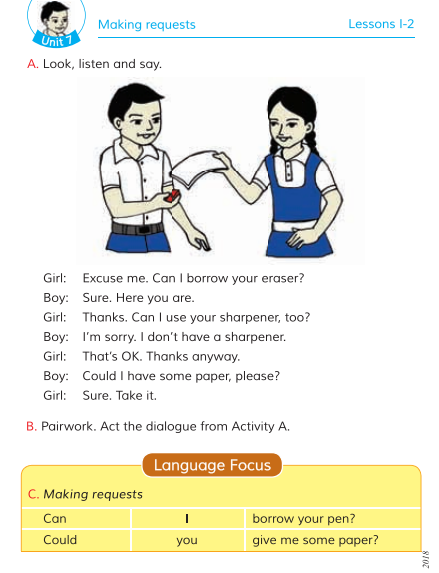 Unit 7
Making requests
Lessons 1-2
A. Look, listen and say.
Girl: Excuse me. Can I borrow your eraser?
Boy: Sure. Here you are.
Girl: Thanks. Can I use your sharpener, too?
Boy: I'm sorry. I don't have a sharpener.
Girl: That's OK. Thanks anyway.
Boy: Could I have some paper, please?
Girl: Sure. Take it.
B. Pairwork. Act the dialogue from Activity A.
Language Focus
C. Making requests
Can I borrow your pen?
Could you give me some paper?
2018